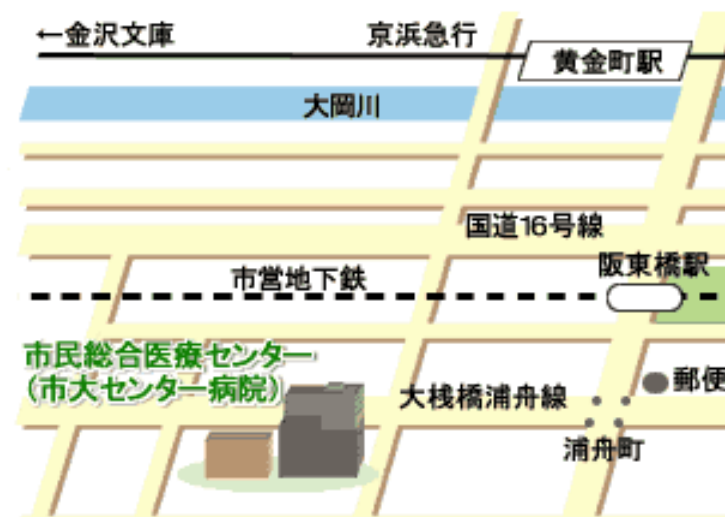 ←金沢文庫
京浜急行
黄金町駅
大岡川
国道16号線
阪東橋駅
市営地下鉄
市民総合医療センター
（市大センター病院）
大桟橋浦舟線
郵便
浦舟町